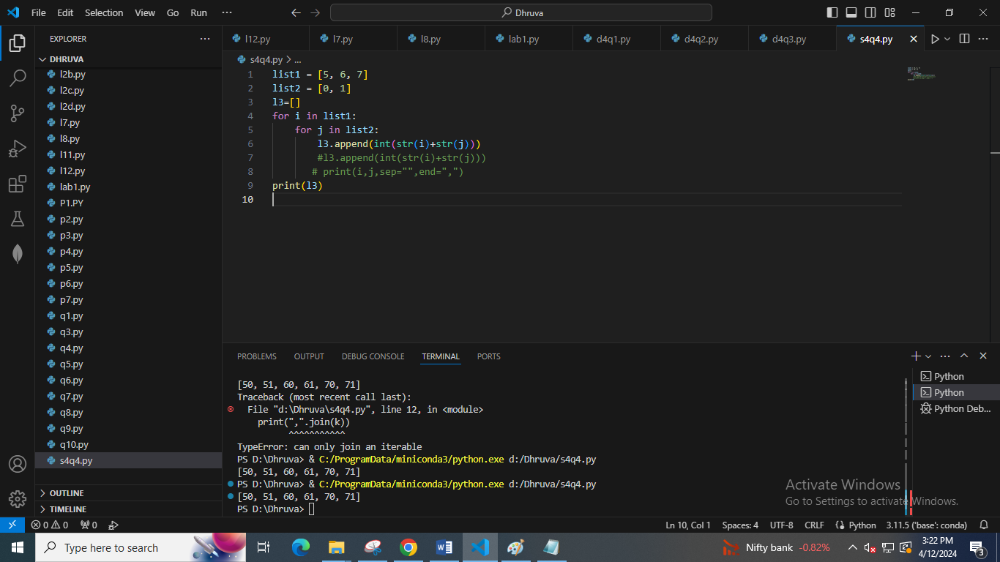 File Edit Selection View Go Run ··· Dhruva
EXPLORER ···
DHRUVA
l2b.py
l2c.py
l2d.py
l7.py
l8.py
l11.py
l12.py
lab1.py
P1.PY
p2.py
p3.py
p4.py
p5.py
p6.py
p7.py
q1.py
q3.py
q4.py
q5.py
q6.py
q7.py
q8.py
q9.py
q10.py
s4q4.py
OUTLINE
TIMELINE
l12.py l7.py l8.py lab1.py d4q1.py d4q2.py d4q3.py s4q4.py
s4q4.py > ...
1 list1 = [5, 6, 7]
2 list2 = [0, 1]
3 l3=[]
4 for i in list1:
5 for j in list2:
6 l3.append(int(str(i)+str(j)))
7 #l3.append(int(str(i)+str(j)))
8 # print(i,j,sep="",end=",")
9 print(l3)
10
PROBLEMS OUTPUT DEBUG CONSOLE TERMINAL PORTS
[50, 51, 60, 61, 70, 71]
Traceback (most recent call last):
File "d:\Dhruva\s4q4.py", line 12, in <module>
print(",".join(k))
^^^^^^^^^^^
TypeError: can only join an iterable
PS D:\Dhruva> & C:/ProgramData/miniconda3/python.exe d:/Dhruva/s4q4.py
[50, 51, 60, 61, 70, 71]
PS D:\Dhruva> & C:/ProgramData/miniconda3/python.exe d:/Dhruva/s4q4.py
[50, 51, 60, 61, 70, 71]
PS D:\Dhruva>
Python
Python
Python Deb...
Activate Windows
Go to Settings to activate Windows.
0 0 0 Ln 10, Col 1 Spaces: 4 UTF-8 CRLF Python 3.11.5 ('base': conda)
Type here to search
Nifty bank -0.82%
3:22 PM
4/12/2024
3